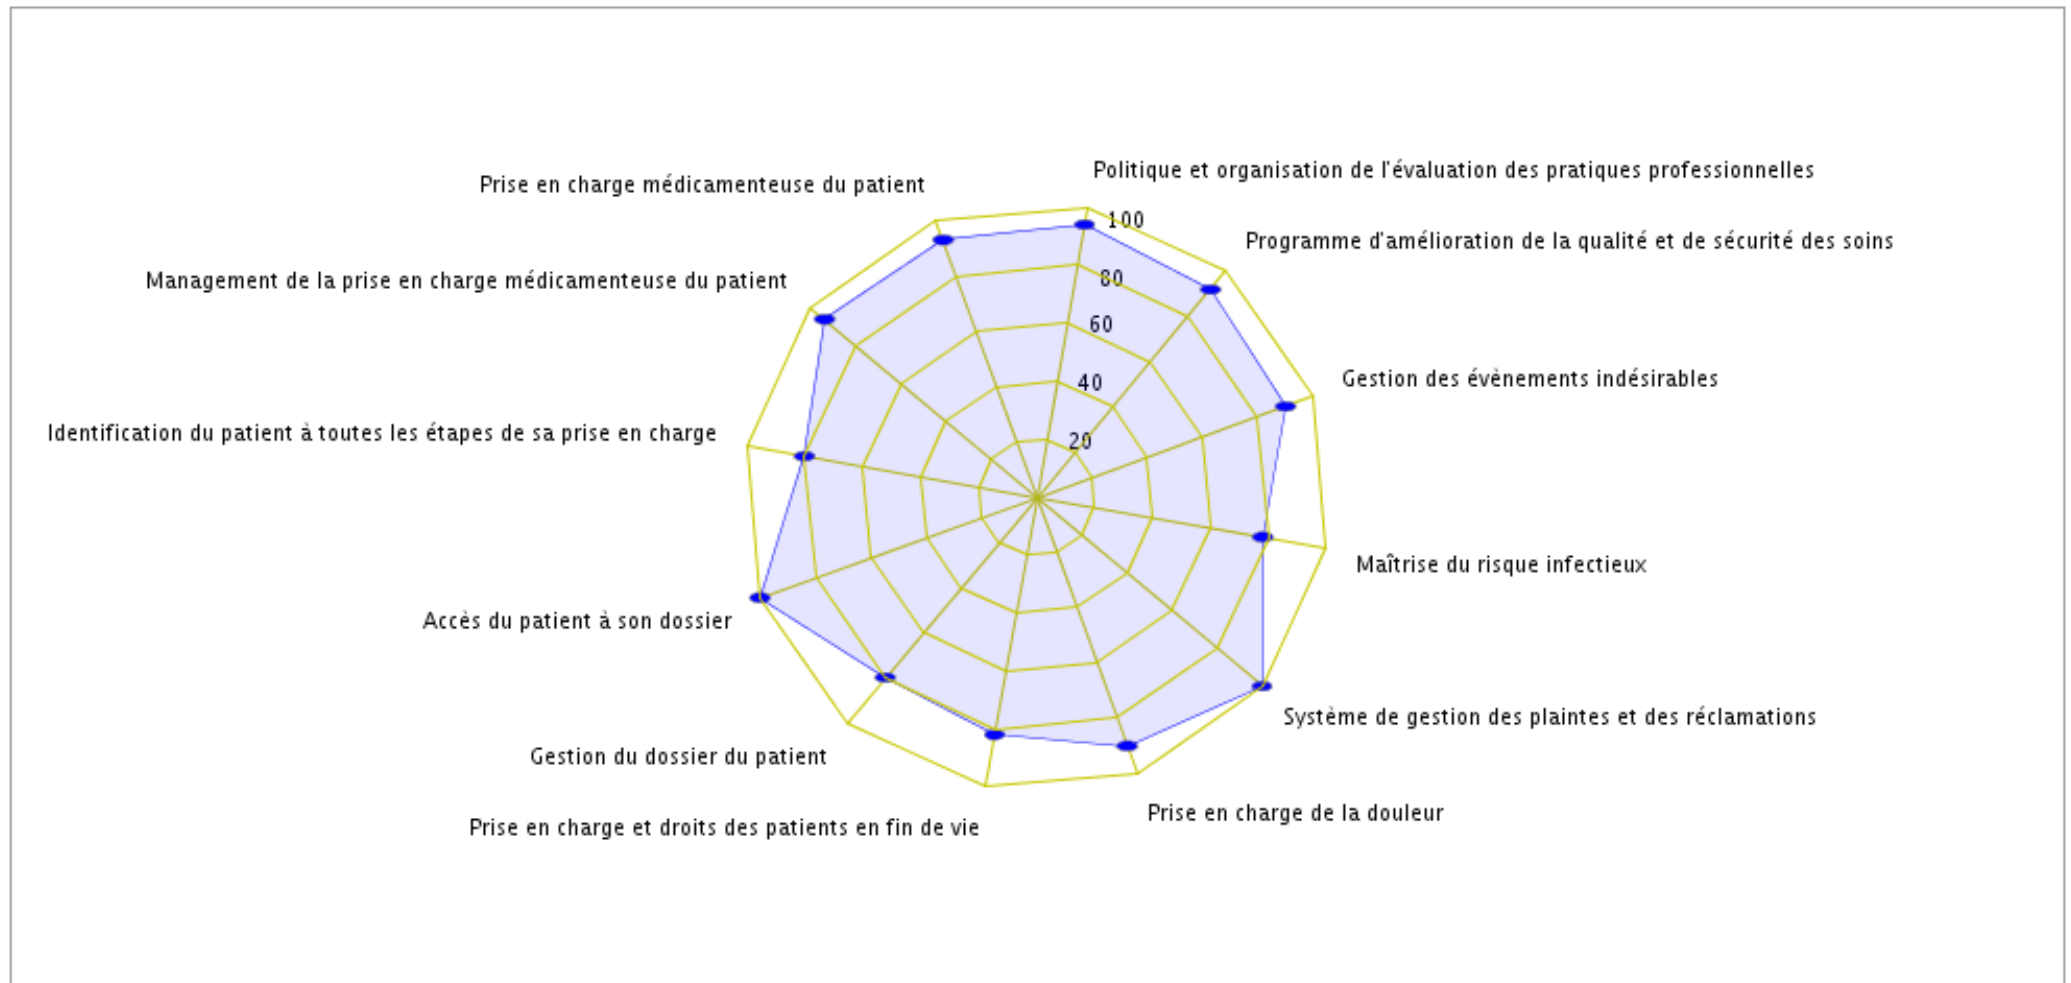 Politique et organisation de l'évaluation des pratiques professionnelles
Prise en charge médicamenteuse du patient
100
Programme d'amélioration de la qualité et de sécurité des soins
80
Management de la prise en charge médicamenteuse du patient
60
Gestion des évènements indésirables
40
Identification du patient à toutes les étapes de sa prise en charge
20
Maîtrise du risque infectieux
Accès du patient à son dossier
Système de gestion des plaintes et des réclamations
Gestion du dossier du patient
Prise en charge de la douleur
Prise en charge et droits des patients en fin de vie